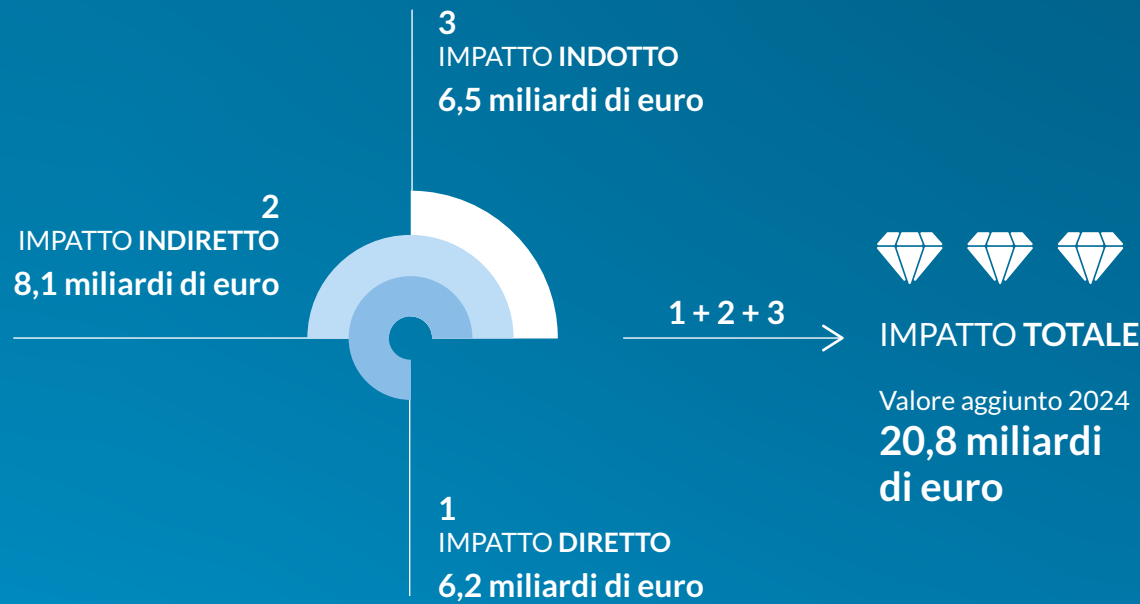 3
IMPATTO INDOTTO
6,5 miliardi di euro
2
IMPATTO INDIRETTO
8,1 miliardi di euro
1 + 2 + 3
IMPATTO TOTALE
Valore aggiunto 2024
20,8 miliardi
di euro
1
IMPATTO DIRETTO
6,2 miliardi di euro